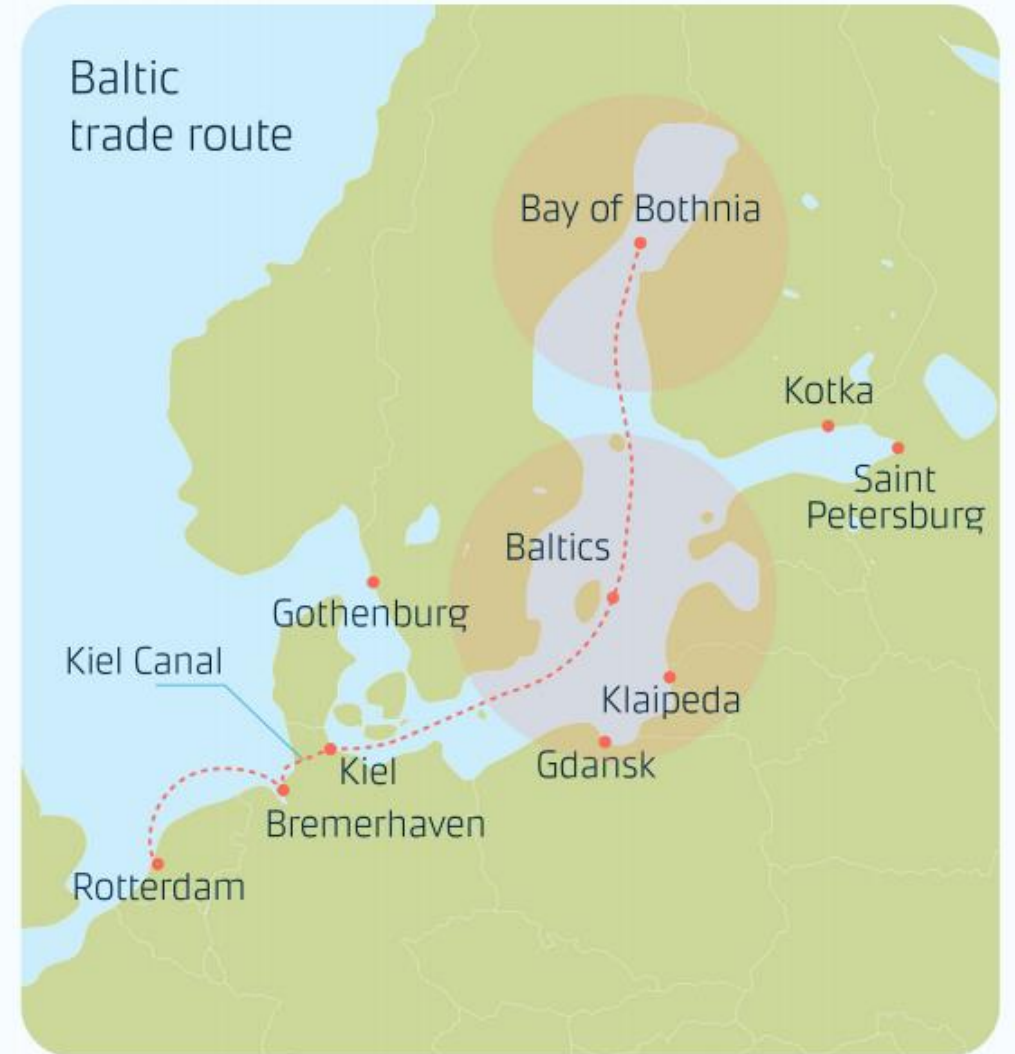 Baltic
trade route
Bay of Bothnia
Kotka
Saint
Petersburg
Baltics
Gothenburg
Kiel Canal
Klaipeda
Gdansk
Kiel
Bremerhaven
Rotterdam